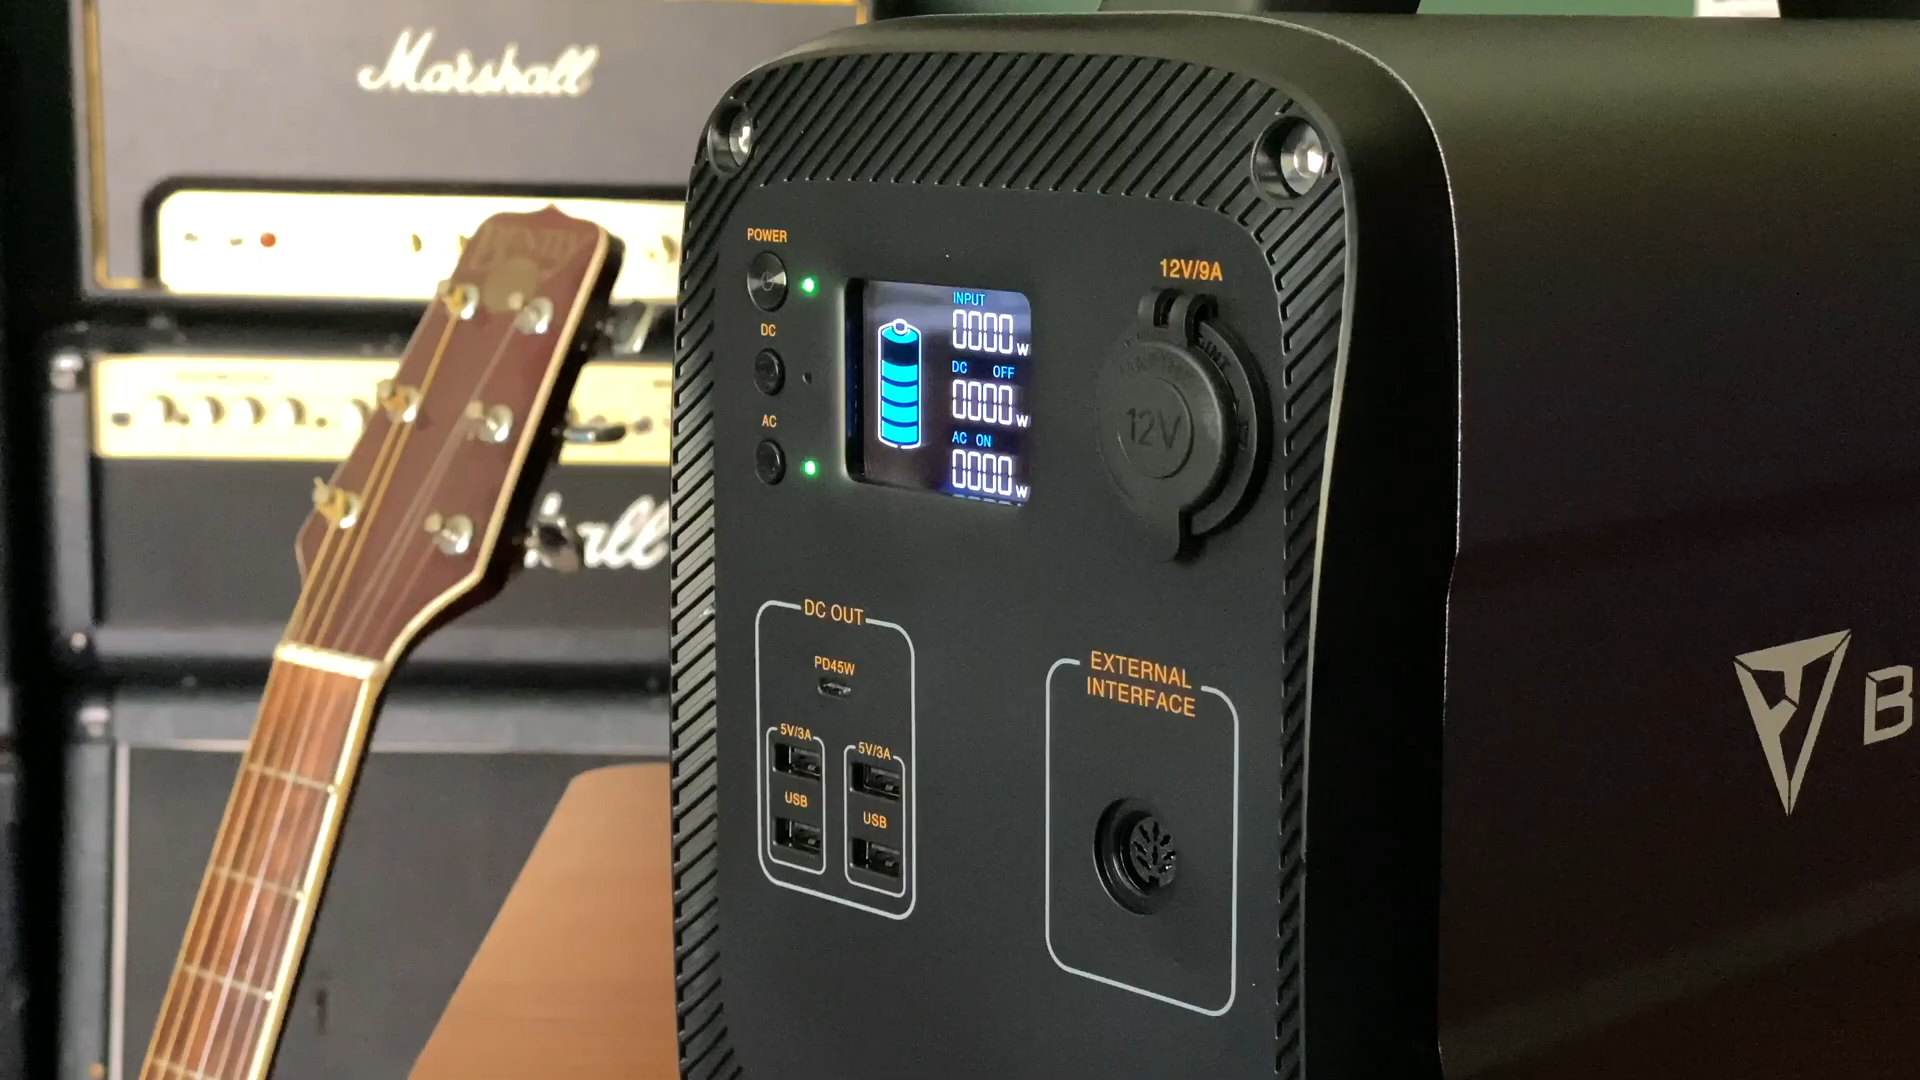 Marshall
POWER
DC
AC
INPUT
0000 W
DC OFF
0000 W
AC ON
0000 W
12V/9A
12V
DC OUT
PD45W
5V/3A
USB
5V/3A
USB
EXTERNAL
INTERFACE
B